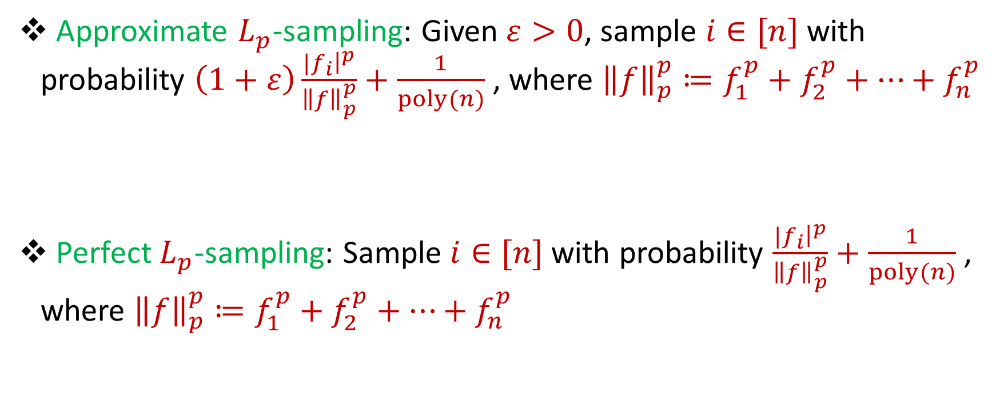 ❖ Approximate $L_p$-sampling: Given $\varepsilon > 0$, sample $i \in [n]$ with
probability $(1 + \varepsilon)\frac{|f_i|^p}{\|f\|_p^p} + \frac{1}{\text{poly}(n)}$, where $\|f\|_p^p := f_1^p + f_2^p + \cdots + f_n^p$
❖ Perfect $L_p$-sampling: Sample $i \in [n]$ with probability $\frac{|f_i|^p}{\|f\|_p^p} + \frac{1}{\text{poly}(n)}$,
where $\|f\|_p^p := f_1^p + f_2^p + \cdots + f_n^p$